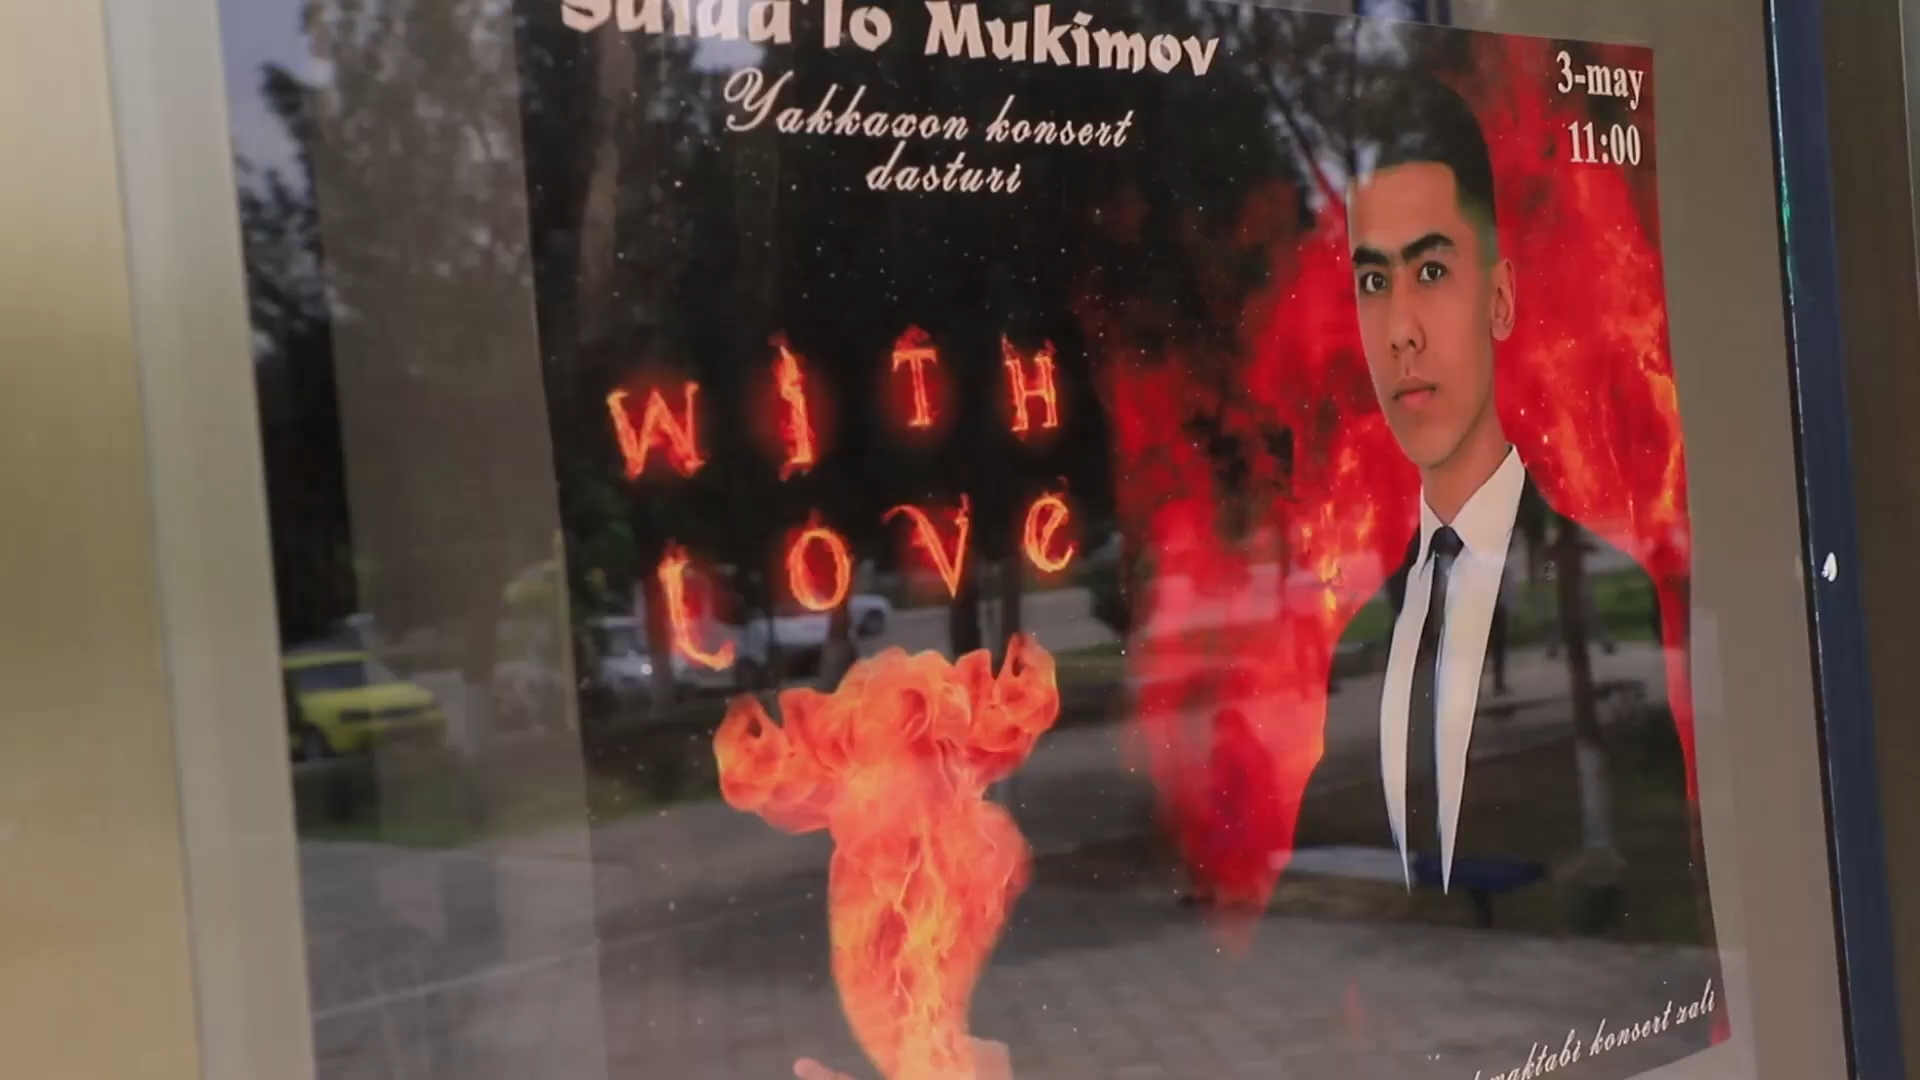 Mukimov
Yakkaxon konsert
dasturi
3-may
11:00
WITH
LOVe
maktabi konsert zali